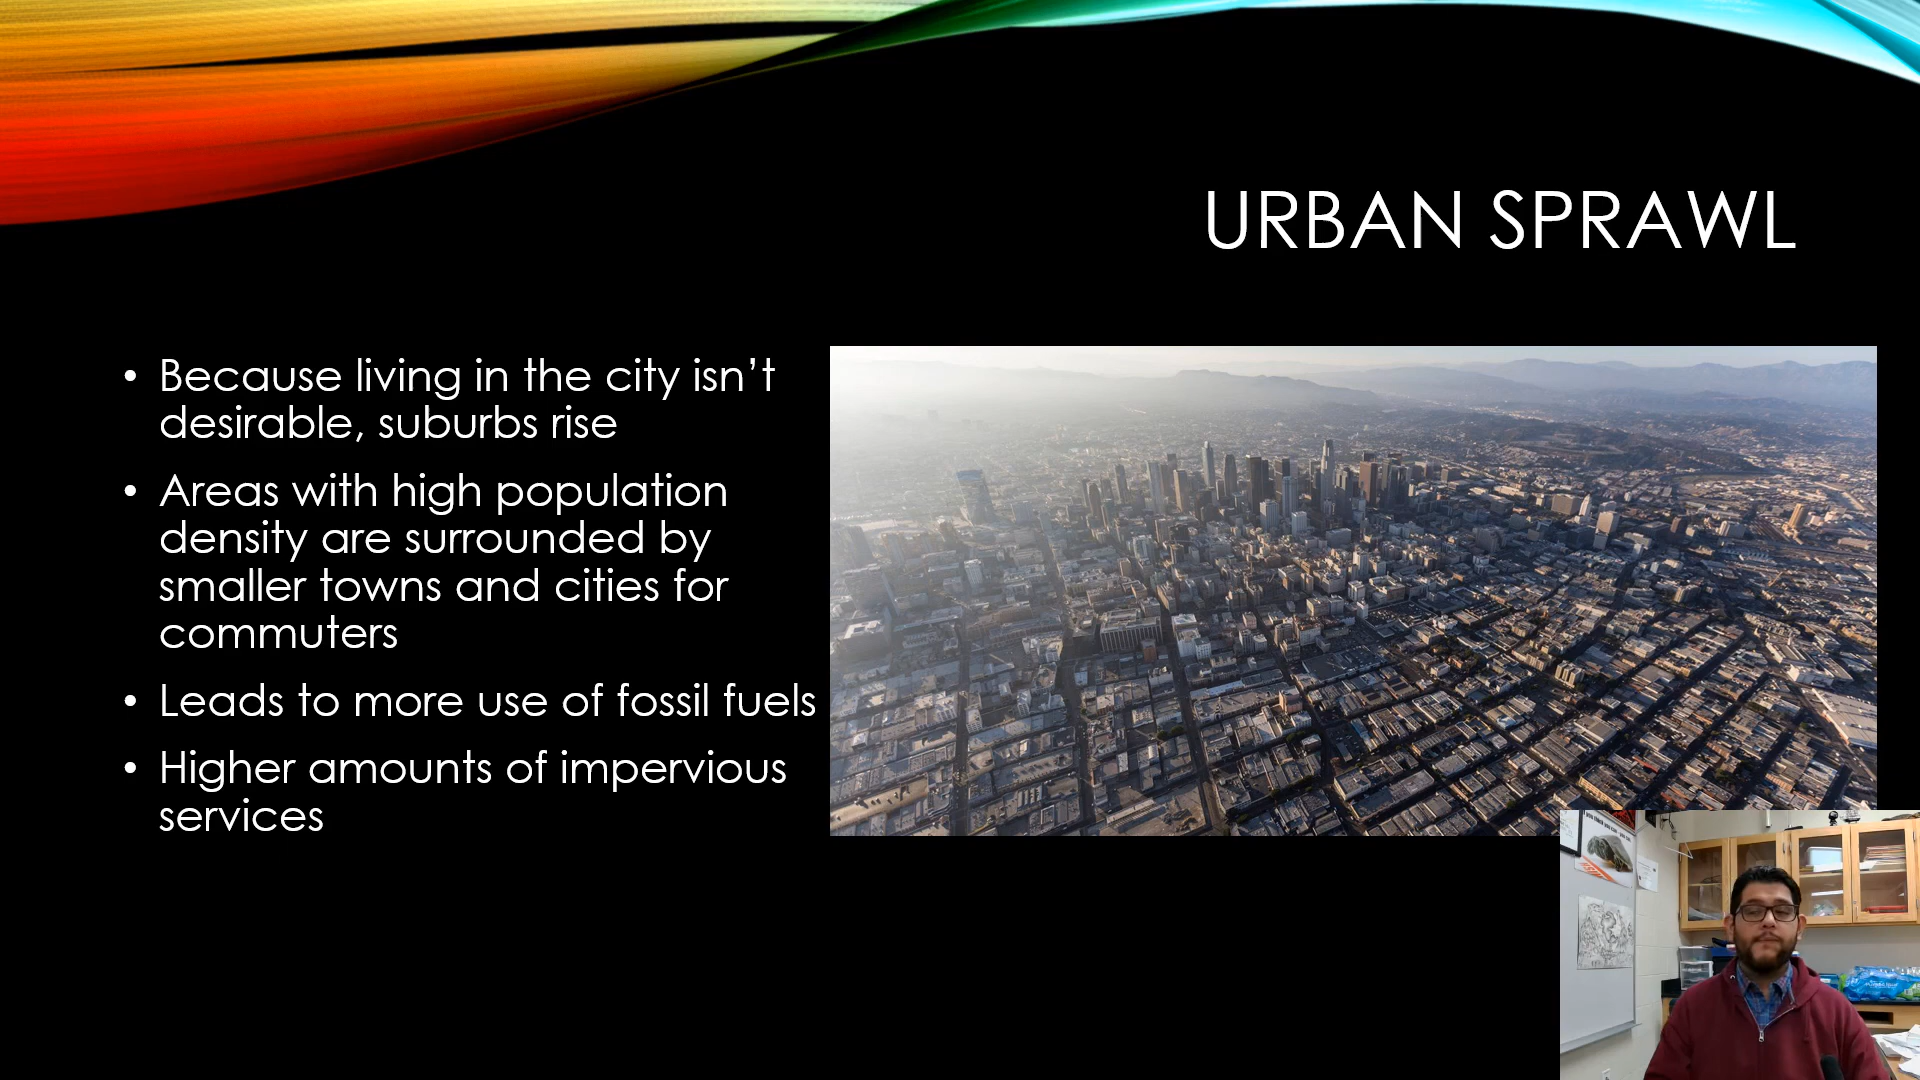 URBAN SPRAWL
• Because living in the city isn't
desirable, suburbs rise
• Areas with high population
density are surrounded by
smaller towns and cities for
commuters
• Leads to more use of fossil fuels
• Higher amounts of impervious
services